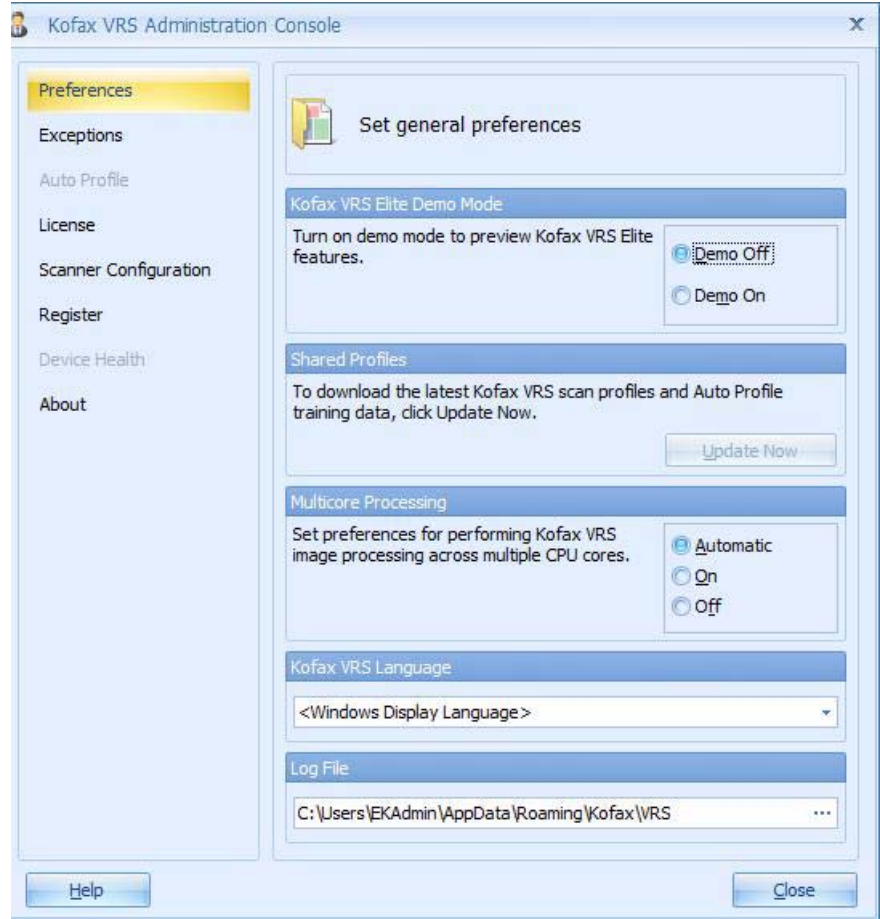 Kofax VRS Administration Console
Preferences
Exceptions
Auto Profile
License
Scanner Configuration
Register
Device Health
About
Set general preferences
Kofax VRS Elite Demo Mode
Turn on demo mode to preview Kofax VRS Elite
features.
Demo Off
Demo On
Shared Profiles
To download the latest Kofax VRS scan profiles and Auto Profile
training data, click Update Now.
Update Now
Multicore Processing
Set preferences for performing Kofax VRS
image processing across multiple CPU cores.
Automatic
On
Off
Kofax VRS Language
<Windows Display Language>
Log File
C:\Users\EKAdmin\AppData\Roaming\Kofax\VRS
...
Help
Close